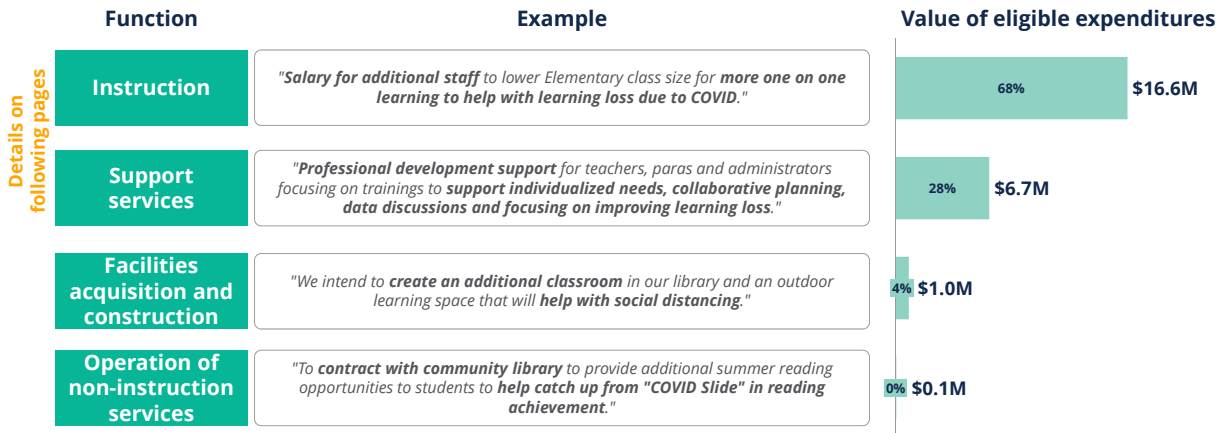 Function
Example
Value of eligible expenditures
Details on
following pages
Instruction
"Salary for additional staff to lower Elementary class size for more one on one
learning to help with learning loss due to COVID."
68%
$16.6M
Support
services
"Professional development support for teachers, paras and administrators
focusing on trainings to support individualized needs, collaborative planning,
data discussions and focusing on improving learning loss."
28%
$6.7M
Facilities
acquisition and
construction
"We intend to create an additional classroom in our library and an outdoor
learning space that will help with social distancing."
4%
$1.0M
Operation of
non-instruction
services
"To contract with community library to provide additional summer reading
opportunities to students to help catch up from "COVID Slide" in reading
achievement."
0%
$0.1M